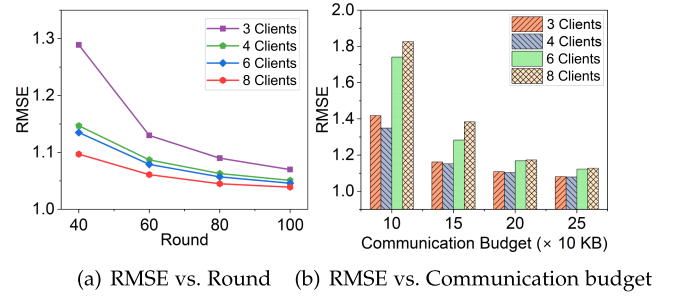 (a)
1.3
1.2
1.1
1.0
RMSE
40 60 80 100
Round
3 Clients
4 Clients
6 Clients
8 Clients
(b)
2.0
1.8
1.6
1.4
1.2
1.0
RMSE
10 15 20 25
Communication Budget (× 10 KB)
3 Clients
4 Clients
6 Clients
8 Clients
(a) RMSE vs. Round (b) RMSE vs. Communication budget